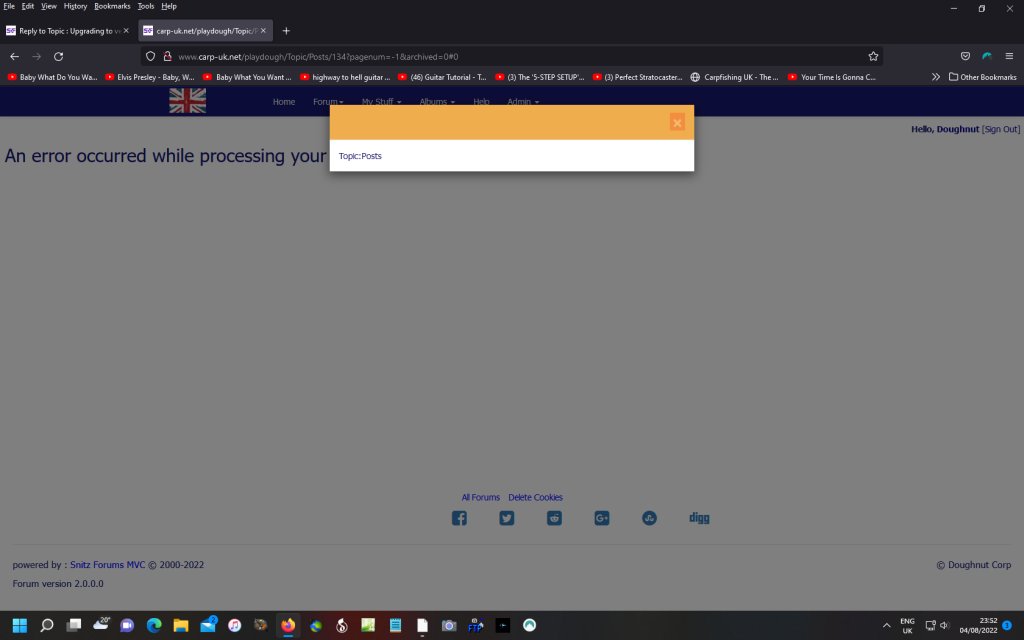 File Edit View History Bookmarks Tools Help
Reply to Topic : Upgrading to ve
carp-uk.net/playdough/Topic/P
www.carp-uk.net/playdough/Topic/Posts/134?pagenum=-1&archived=0#0
Baby What Do You Wa...
Elvis Presley - Baby, W...
Baby What You Want ...
highway to hell guitar ...
(46) Guitar Tutorial - T...
(3) The '5-STEP SETUP'...
(3) Perfect Stratocaster...
Carpfishing UK - The ...
Your Time Is Gonna C...
Other Bookmarks
Home Forum My Stuff Albums Help Admin
Hello, Doughnut [Sign Out]
An error occurred while processing your
Topic::Posts
All Forums Delete Cookies
digg
powered by : Snitz Forums MVC © 2000-2022
© Doughnut Corp
Forum version 2.0.0.0
20°
FTP
ENG
UK
23:52
04/08/2022